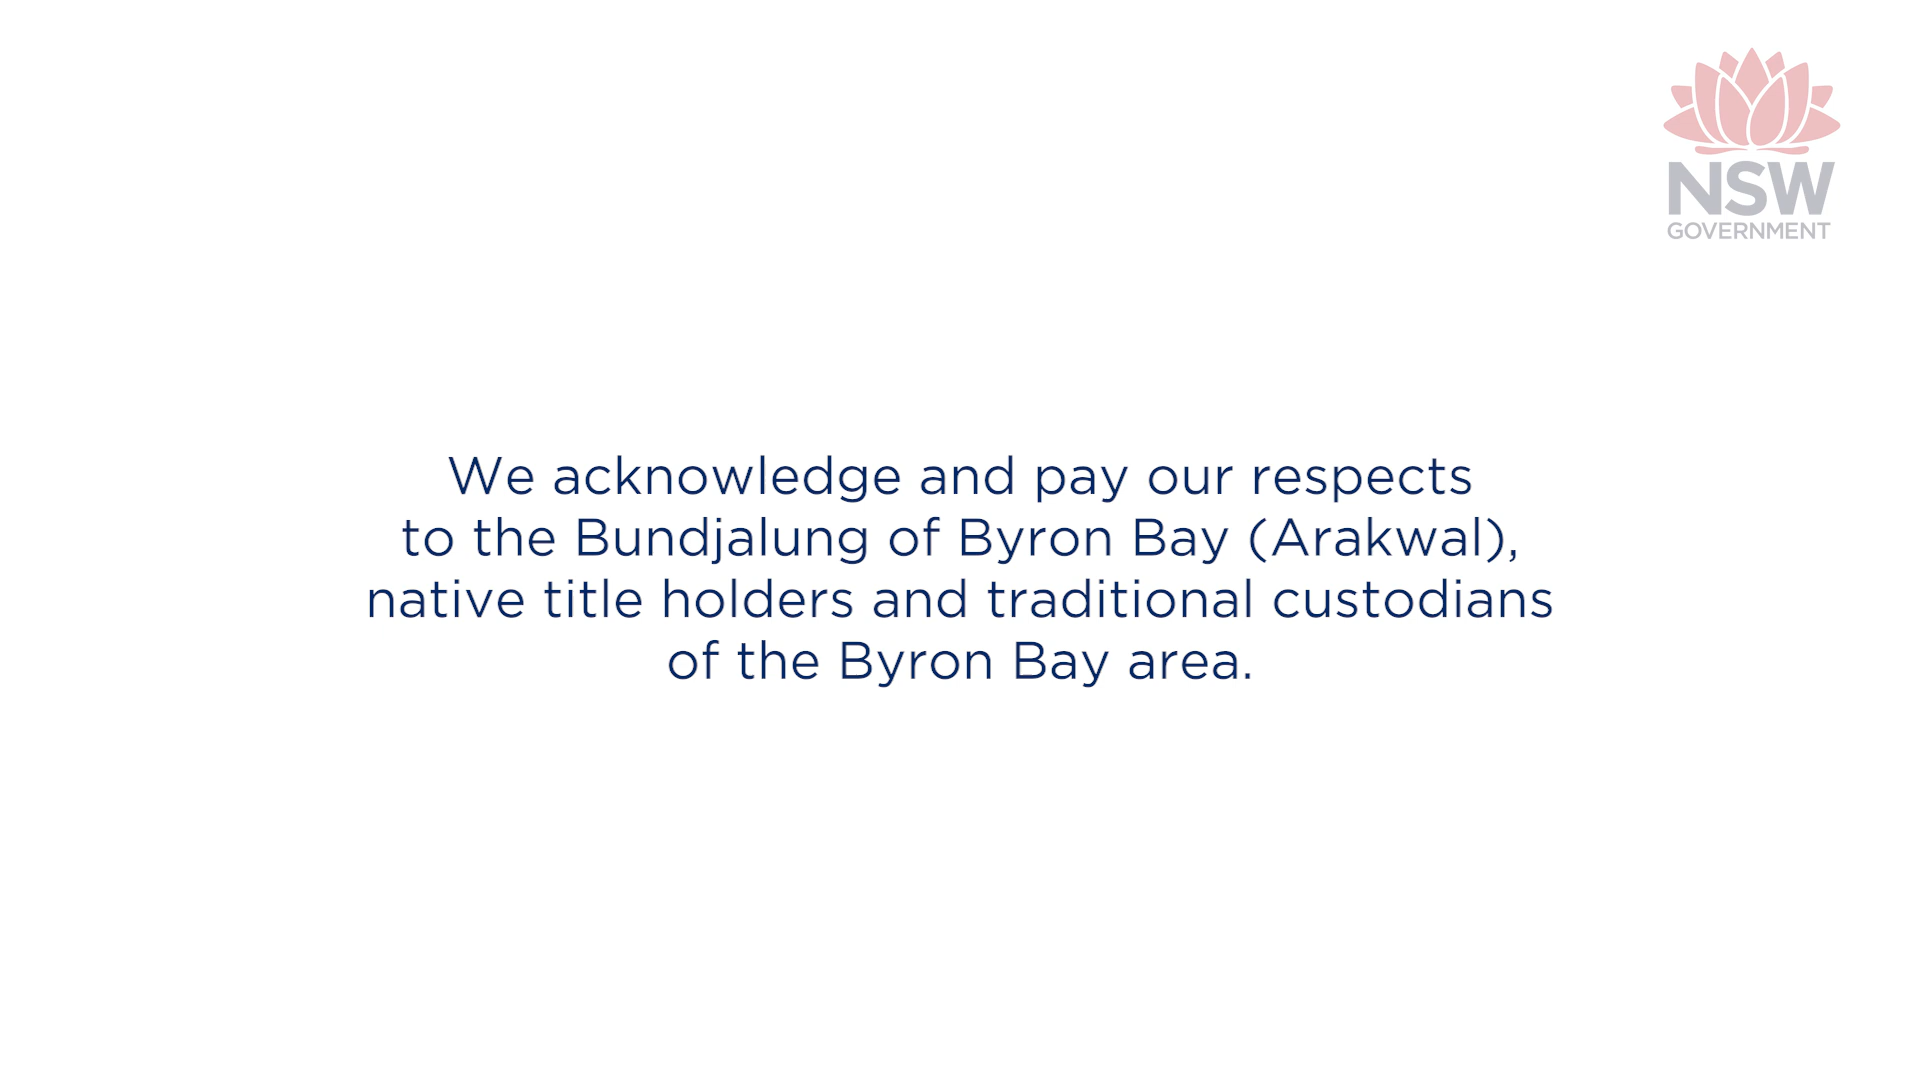 NSW
GOVERNMENT
We acknowledge and pay our respects
to the Bundjalung of Byron Bay (Arakwal),
native title holders and traditional custodians
of the Byron Bay area.